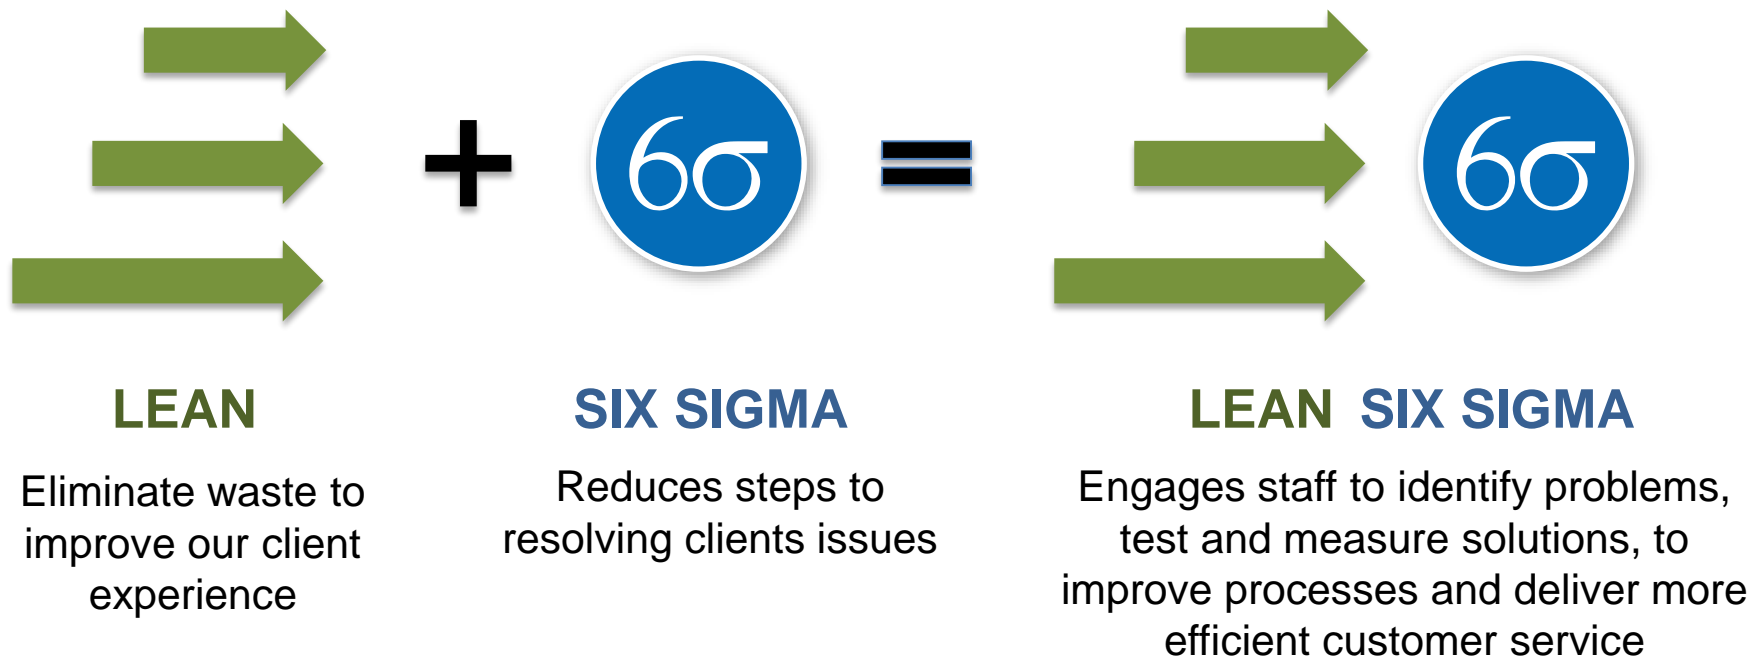 6σ
6σ
LEAN
Eliminate waste to
improve our client
experience
SIX SIGMA
Reduces steps to
resolving clients issues
LEAN SIX SIGMA
Engages staff to identify problems,
test and measure solutions, to
improve processes and deliver more
efficient customer service